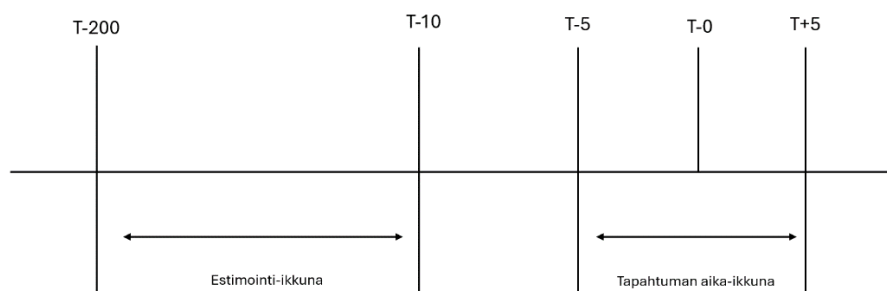 T-200
T-10
T-5
T-0
T+5
Estimointi-ikkuna
Tapahtuman aika-ikkuna